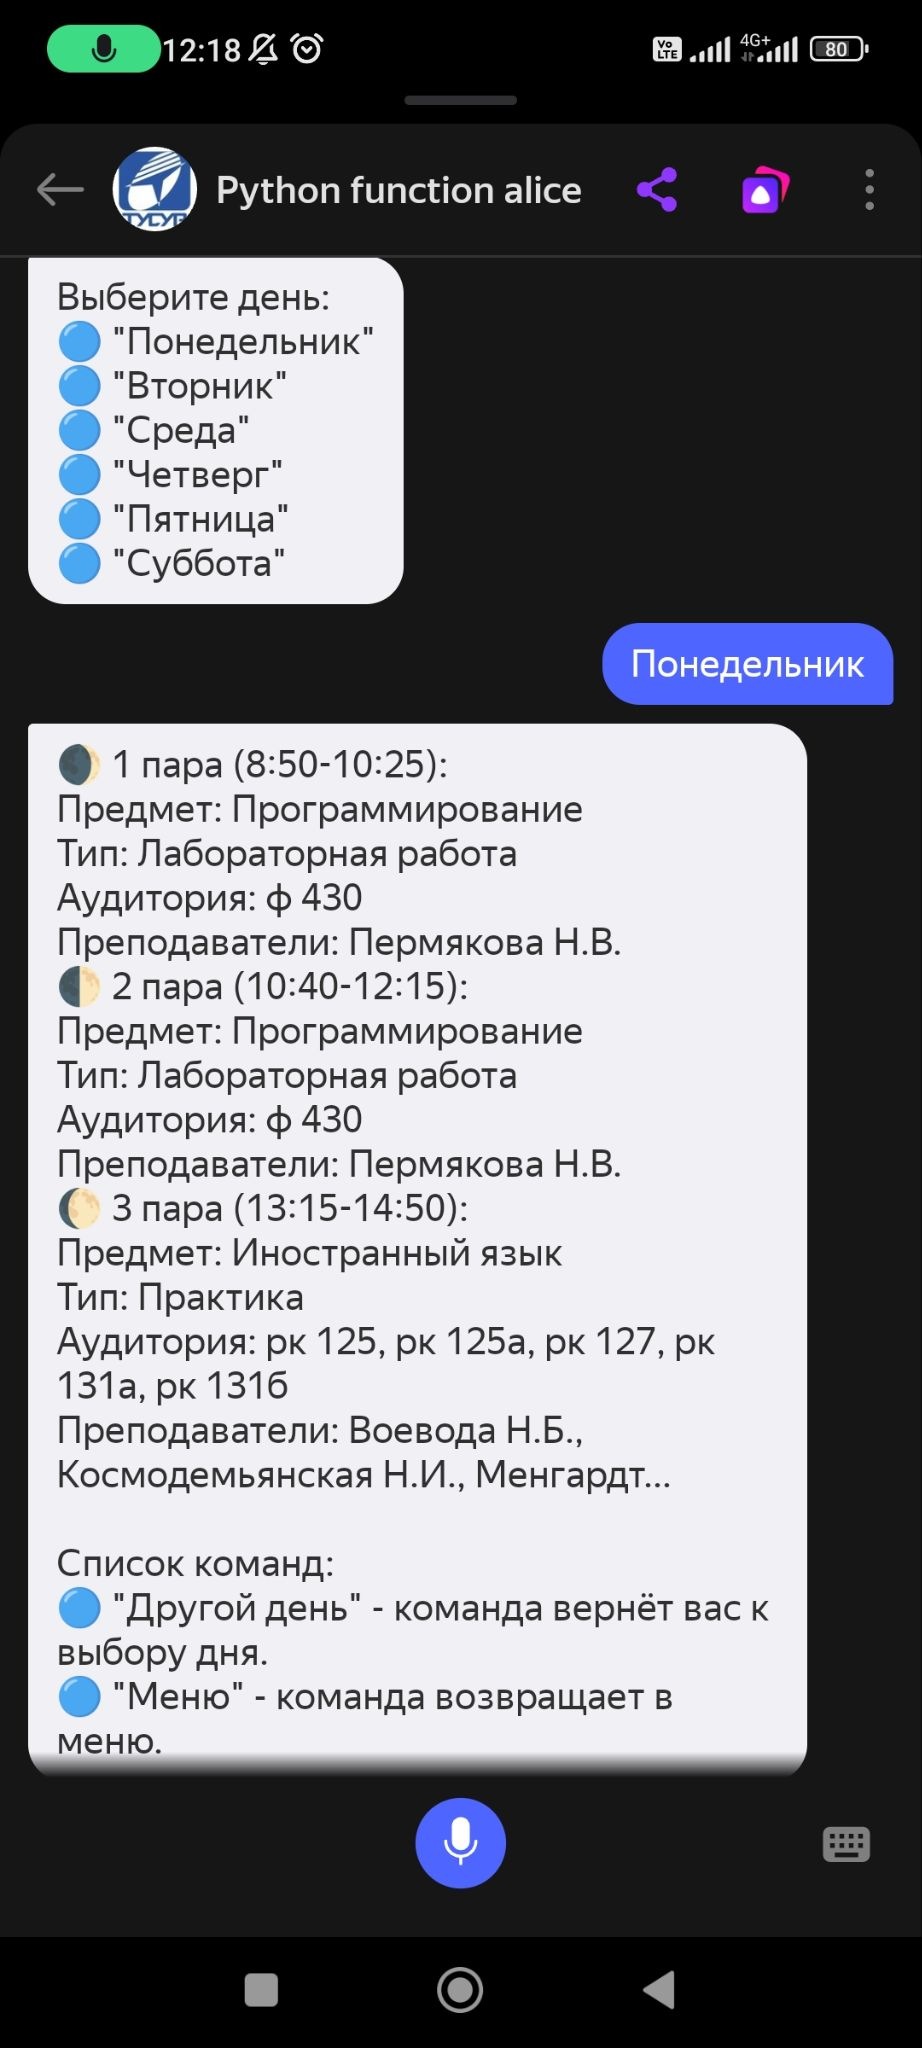 12:18
Vo LTE
4G+
80
ТУСУР
Python function alice
Выберите день:
"Понедельник"
"Вторник"
"Среда"
"Четверг"
"Пятница"
"Суббота"
Понедельник
1 пара (8:50-10:25):
Предмет: Программирование
Тип: Лабораторная работа
Аудитория: ф 430
Преподаватели: Пермякова Н.В.
2 пара (10:40-12:15):
Предмет: Программирование
Тип: Лабораторная работа
Аудитория: ф 430
Преподаватели: Пермякова Н.В.
3 пара (13:15-14:50):
Предмет: Иностранный язык
Тип: Практика
Аудитория: рк 125, рк 125а, рк 127, рк
131а, рк 131б
Преподаватели: Воевода Н.Б.,
Космодемьянская Н.И., Менгардт...
Список команд:
"Другой день" - команда вернёт вас к
выбору дня.
"Меню" - команда возвращает в
меню.